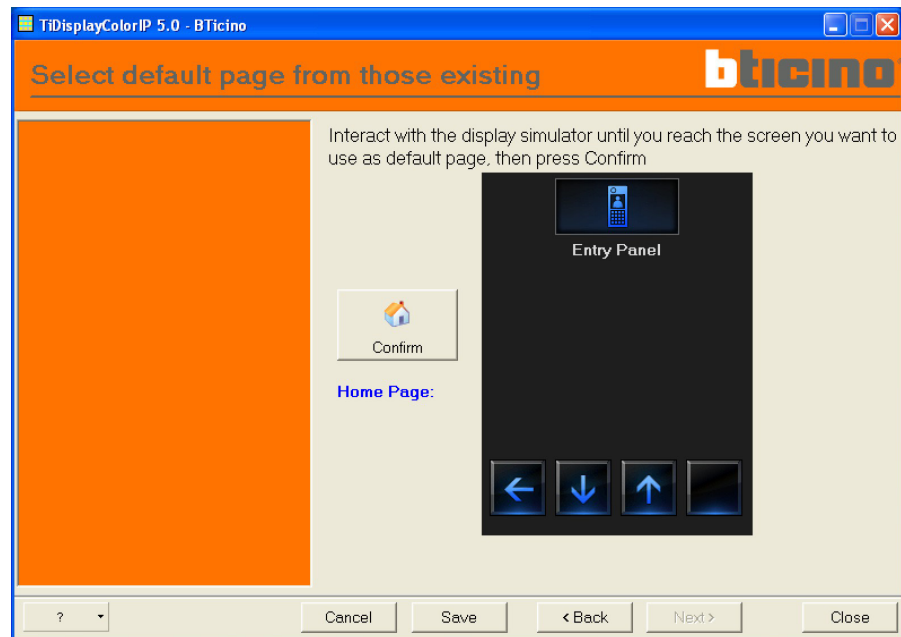 TiDisplayColorIP 5.0 - BTicino
Select default page from those existing
bticino
Interact with the display simulator until you reach the screen you want to
use as default page, then press Confirm
Entry Panel
Confirm
Home Page:
?
Cancel
Save
< Back
Next >
Close